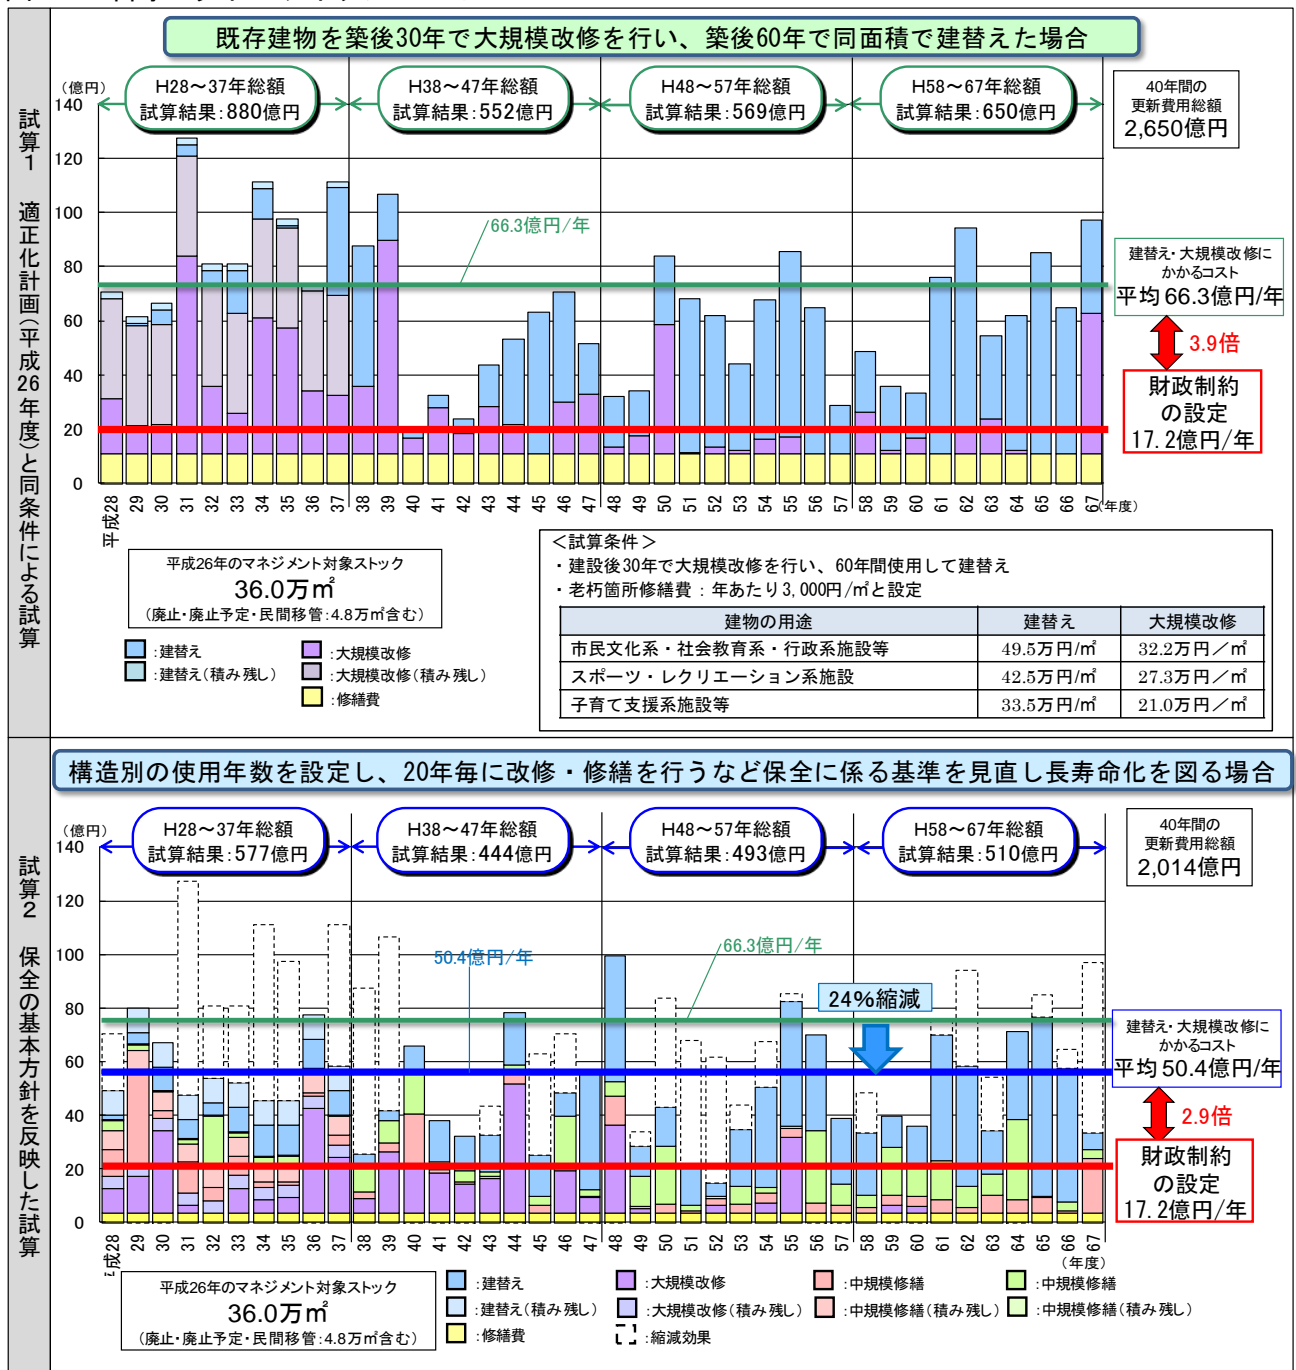 既存建物を築後30年で大規模改修を行い、築後60年で同面積で建替えた場合
試算1 適正化計画(平成26年度)と同条件による試算
(億円)
H28～37年総額
試算結果:880億円
H38～47年総額
試算結果:552億円
H48～57年総額
試算結果:569億円
H58～67年総額
試算結果:650億円
40年間の
更新費用総額
2,650億円
140
120
100
80
60
40
20
0
66.3億円/年
建替え・大規模改修に
かかるコスト
平均 66.3億円/年
3.9倍
財政制約
の設定
17.2億円/年
平成28 29 30 31 32 33 34 35 36 37 38 39 40 41 42 43 44 45 46 47 48 49 50 51 52 53 54 55 56 57 58 59 60 61 62 63 64 65 66 67 (年度)
平成26年のマネジメント対象ストック
36.0万㎡
(廃止・廃止予定・民間移管:4.8万㎡含む)
:建替え
:大規模改修
:建替え(積み残し)
:大規模改修(積み残し)
:修繕費
＜試算条件＞
・建設後30年で大規模改修を行い、60年間使用して建替え
・老朽箇所修繕費：年あたり3,000円/㎡と設定
建物の用途 建替え 大規模改修
市民文化系・社会教育系・行政系施設等 49.5万円/㎡ 32.2万円／㎡
スポーツ・レクリエーション系施設 42.5万円/㎡ 27.3万円／㎡
子育て支援系施設等 33.5万円/㎡ 21.0万円／㎡
構造別の使用年数を設定し、20年毎に改修・修繕を行うなど保全に係る基準を見直し長寿命化を図る場合
試算2 保全の基本方針を反映した試算
(億円)
H28～37年総額
試算結果:577億円
H38～47年総額
試算結果:444億円
H48～57年総額
試算結果:493億円
H58～67年総額
試算結果:510億円
40年間の
更新費用総額
2,014億円
140
120
100
80
60
40
20
0
50.4億円/年
66.3億円/年
24%縮減
建替え・大規模改修に
かかるコスト
平均 50.4億円/年
2.9倍
財政制約
の設定
17.2億円/年
成28 29 30 31 32 33 34 35 36 37 38 39 40 41 42 43 44 45 46 47 48 49 50 51 52 53 54 55 56 57 58 59 60 61 62 63 64 65 66 67
(年度)
平成26年のマネジメント対象ストック
36.0万㎡
(廃止・廃止予定・民間移管:4.8万㎡含む)
:建替え
:大規模改修
:中規模修繕
:中規模修繕
:建替え(積み残し)
:大規模改修(積み残し)
:中規模修繕(積み残し)
:中規模修繕(積み残し)
:修繕費
:縮減効果